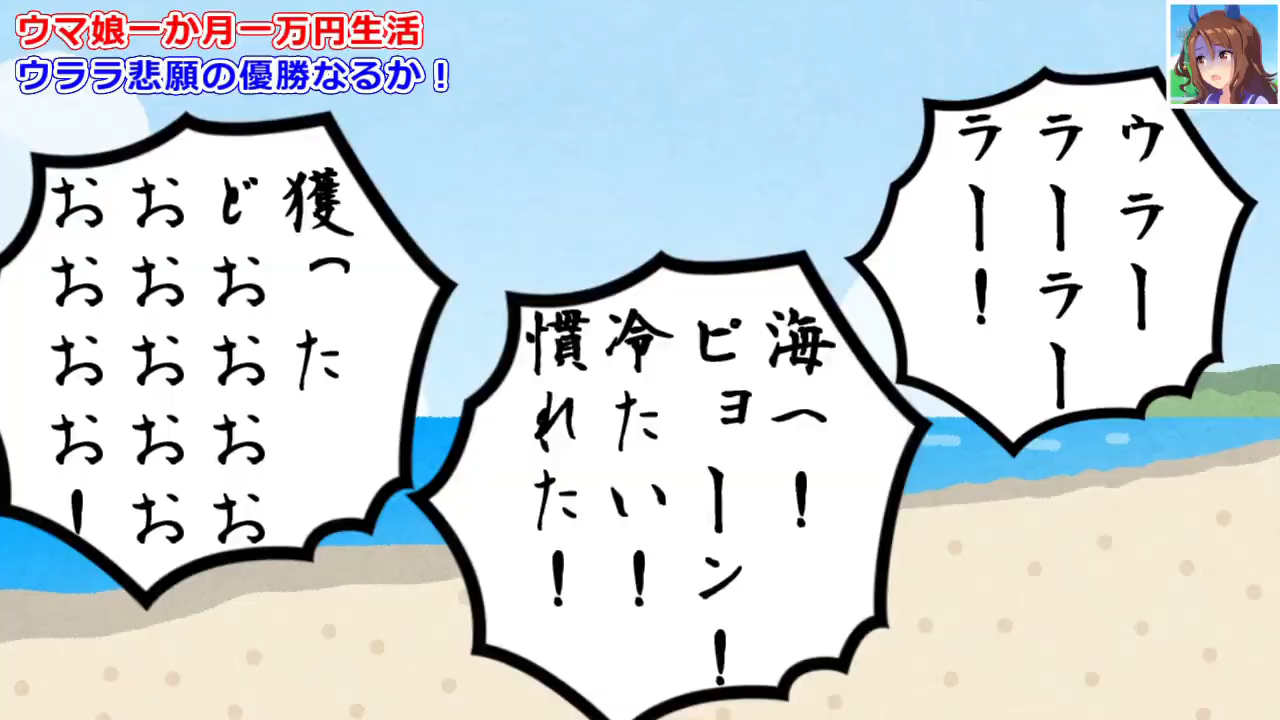 ウマ娘一か月一万円生活
ウララ悲願の優勝なるか！
ウラー
ラーラー
ラー！
海へ！
ピョーン！
冷たい！
慣れた！
獲った
どおおおお
おおおおお
おおおお！